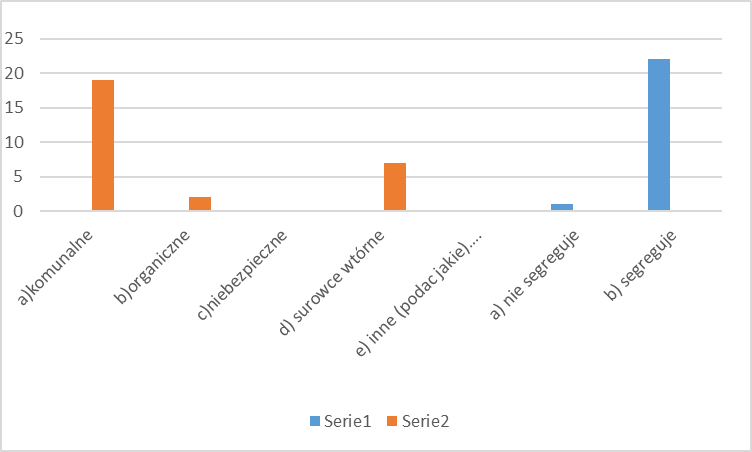 25
20
15
10
5
0
a)komunalne
b)organiczne
c)niebezpieczne
d) surowce wtórne
e) inne (podac jakie)....
a) nie segreguje
b) segreguje
Serie1 Serie2